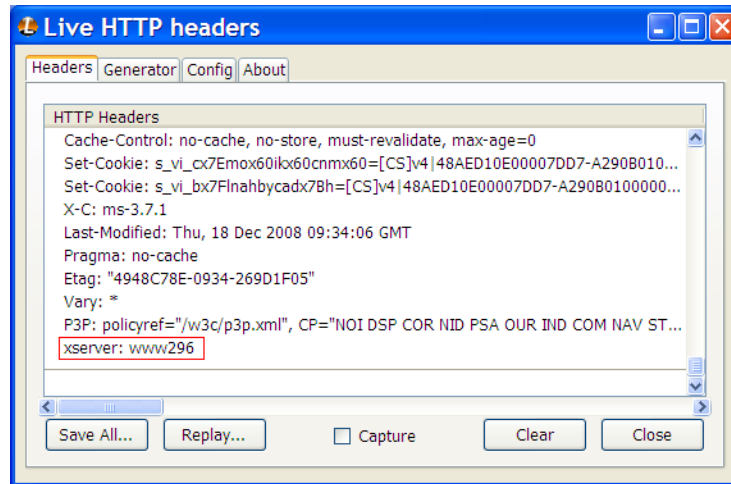 Live HTTP headers
Headers Generator Config About
HTTP Headers
Cache-Control: no-cache, no-store, must-revalidate, max-age=0
Set-Cookie: s_vi_cx7Emox60ikx60cnmx60=[CS]v4|48AED10E00007DD7-A290B010...
Set-Cookie: s_vi_bx7Flnahbycadx7Bh=[CS]v4|48AED10E00007DD7-A290B0100000...
X-C: ms-3.7.1
Last-Modified: Thu, 18 Dec 2008 09:34:06 GMT
Pragma: no-cache
Etag: "4948C78E-0934-269D1F05"
Vary: *
P3P: policyref="/w3c/p3p.xml", CP="NOI DSP COR NID PSA OUR IND COM NAV ST...
xserver: www296
Save All... Replay... Capture Clear Close